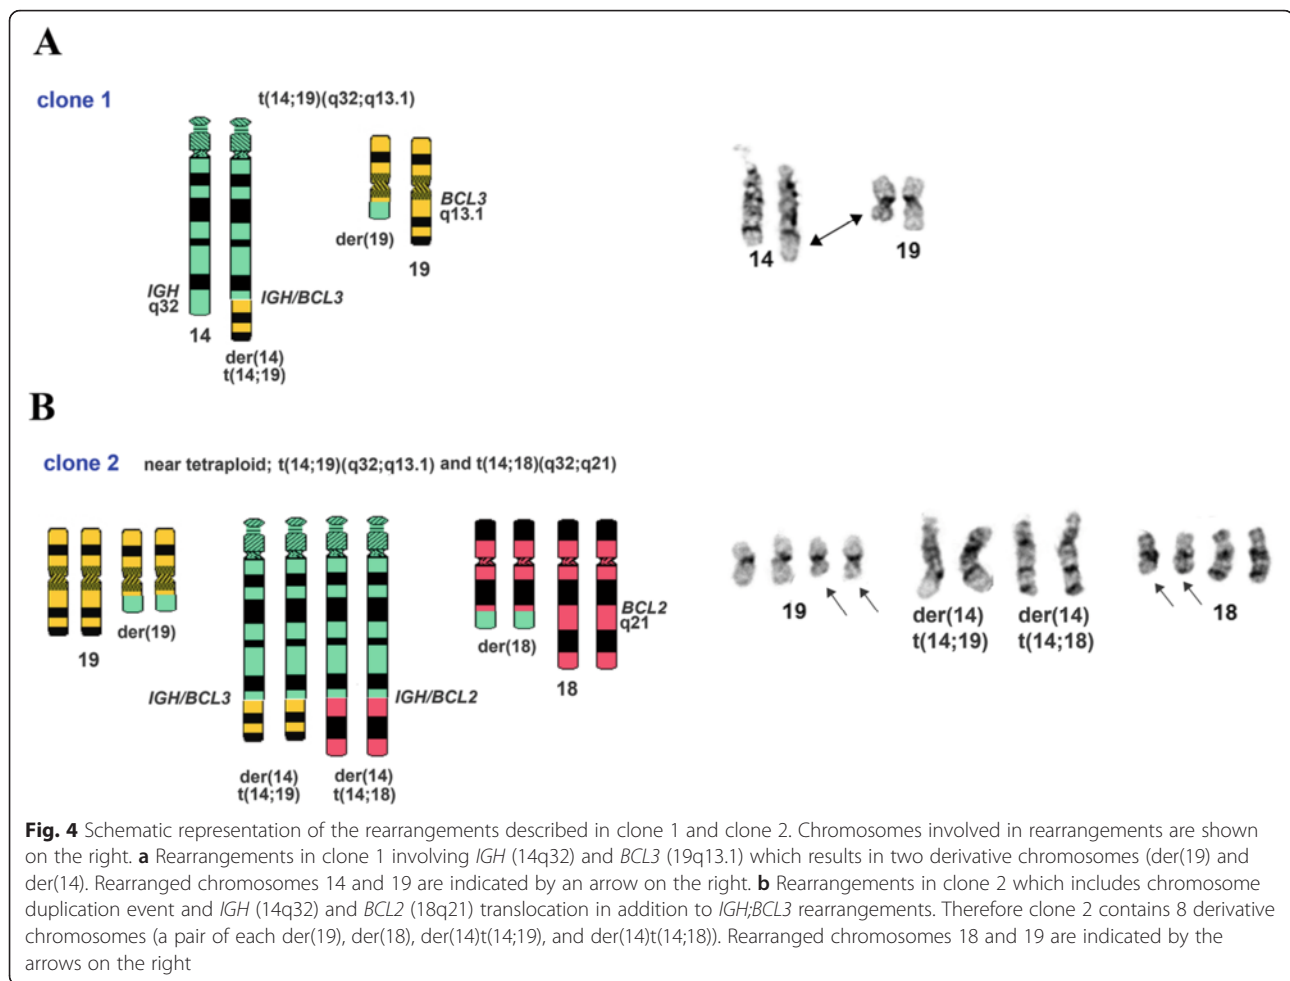 A
clone 1
t(14;19)(q32;q13.1)
BCL3
q13.1
der(19)
19
IGH
q32
IGH/BCL3
14
der(14)
t(14;19)
14
19
B
clone 2 near tetraploid; t(14;19)(q32;q13.1) and t(14;18)(q32;q21)
der(19)
19
BCL2
q21
der(18)
18
IGH/BCL3
IGH/BCL2
der(14)
t(14;19)
der(14)
t(14;18)
19
der(14)
t(14;19)
der(14)
t(14;18)
18
Fig. 4 Schematic representation of the rearrangements described in clone 1 and clone 2. Chromosomes involved in rearrangements are shown
on the right. a Rearrangements in clone 1 involving IGH (14q32) and BCL3 (19q13.1) which results in two derivative chromosomes (der(19) and
der(14). Rearranged chromosomes 14 and 19 are indicated by an arrow on the right. b Rearrangements in clone 2 which includes chromosome
duplication event and IGH (14q32) and BCL2 (18q21) translocation in addition to IGH;BCL3 rearrangements. Therefore clone 2 contains 8 derivative
chromosomes (a pair of each der(19), der(18), der(14)t(14;19), and der(14)t(14;18)). Rearranged chromosomes 18 and 19 are indicated by the
arrows on the right